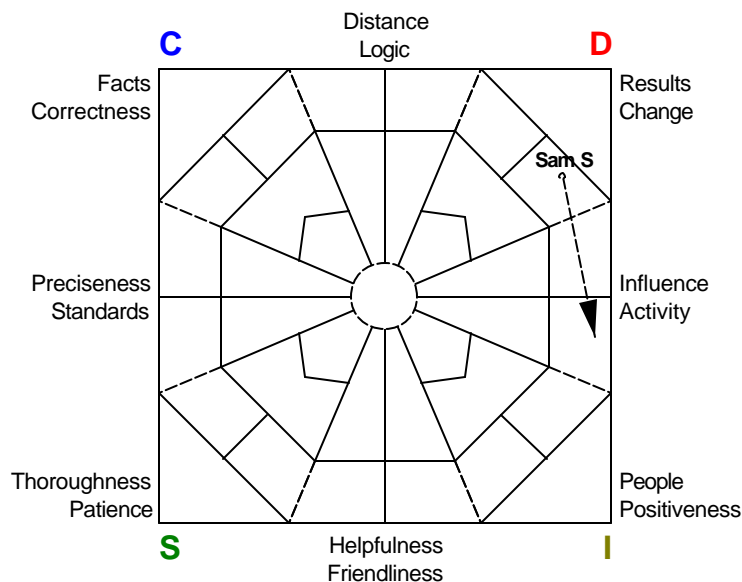 Distance
C
D
Logic
Facts
Correctness
Results
Change
Sam S
Preciseness
Standards
Influence
Activity
Thoroughness
Patience
People
Positiveness
S
Helpfulness
I
Friendliness